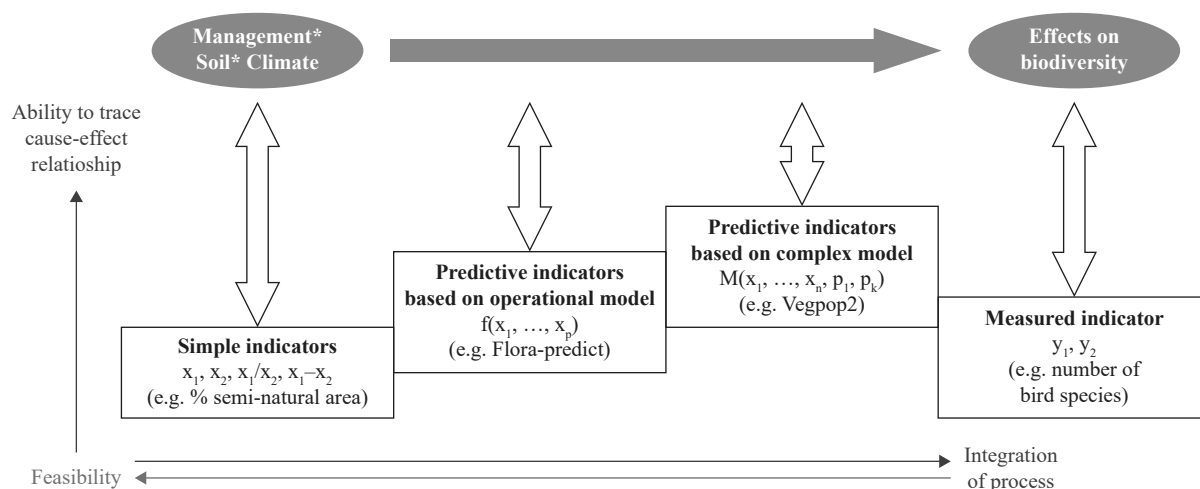 Management*
Soil* Climate
Effects on
biodiversity
Ability to trace
cause-effect
relatioship
Simple indicators
x₁, x₂, x₁/x₂, x₁–x₂
(e.g. % semi-natural area)
Predictive indicators
based on operational model
f(x₁, …, xₚ)
(e.g. Flora-predict)
Predictive indicators
based on complex model
M(x₁, …, xₙ, p₁, pₖ)
(e.g. Vegpop2)
Measured indicator
y₁, y₂
(e.g. number of
bird species)
Feasibility
Integration
of process